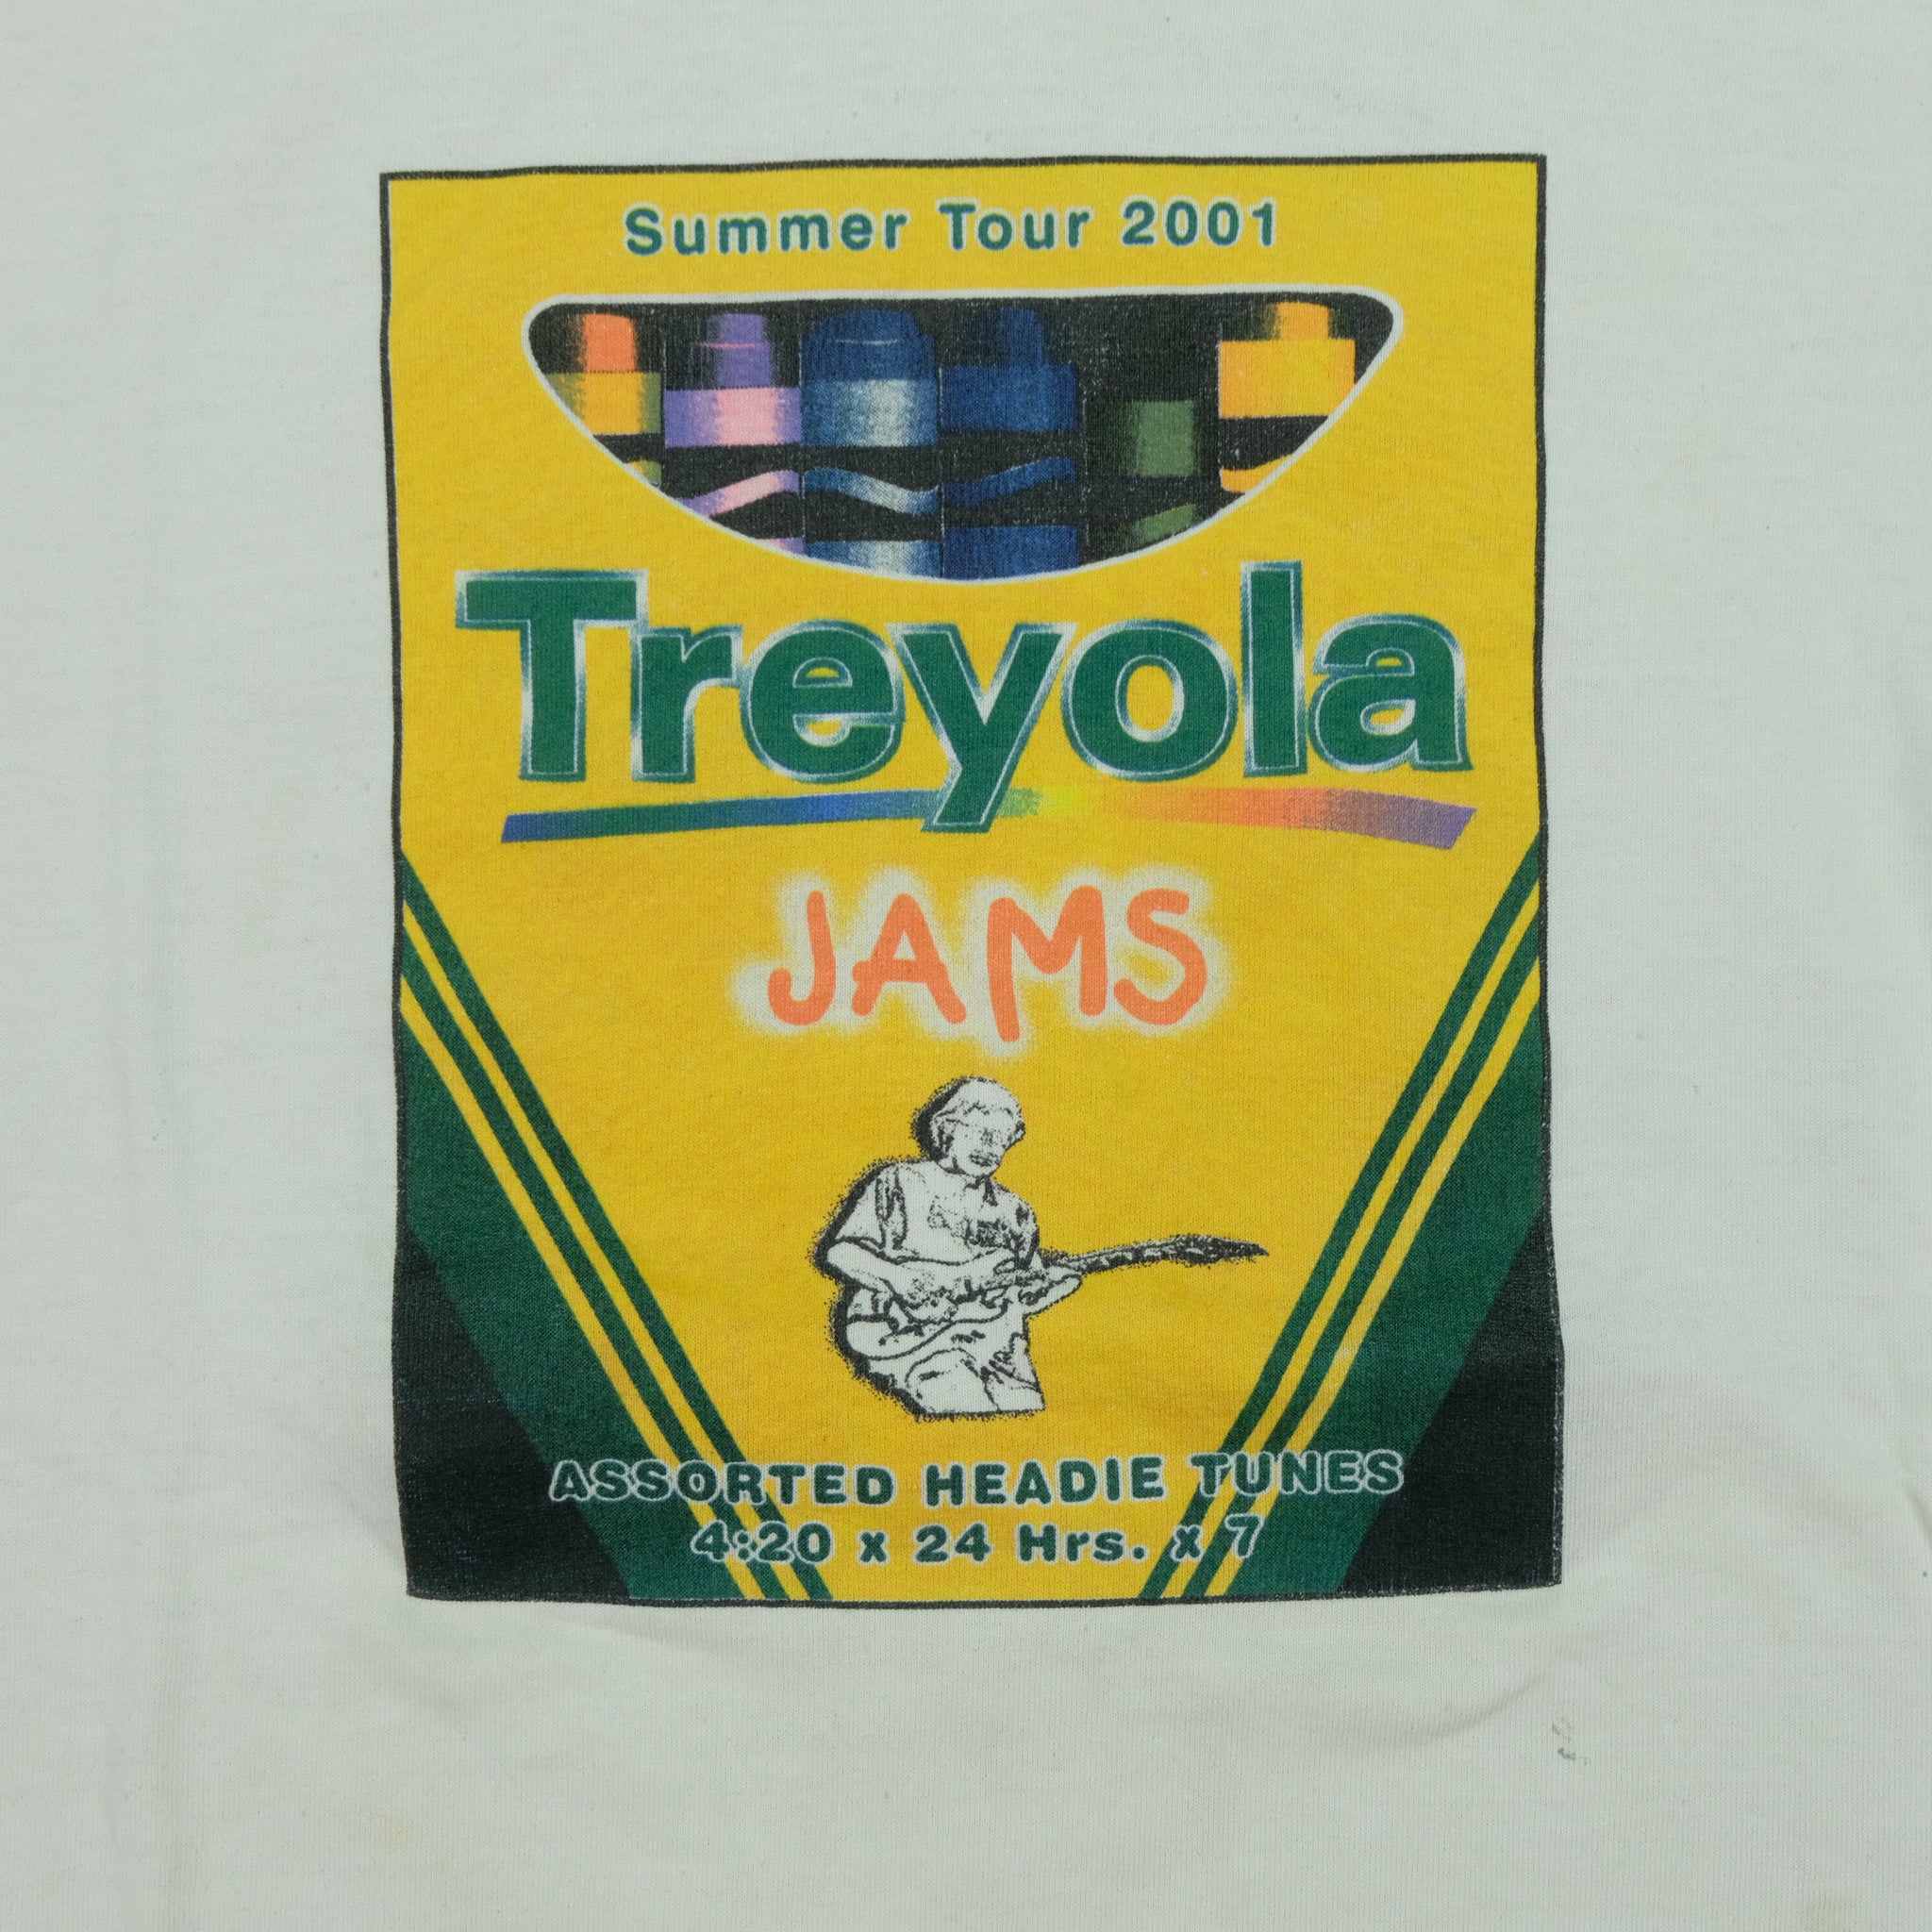 Summer Tour 2001
Treyola
JAMS
ASSORTED HEADIE TUNES
4:20 x 24 Hrs. x 7